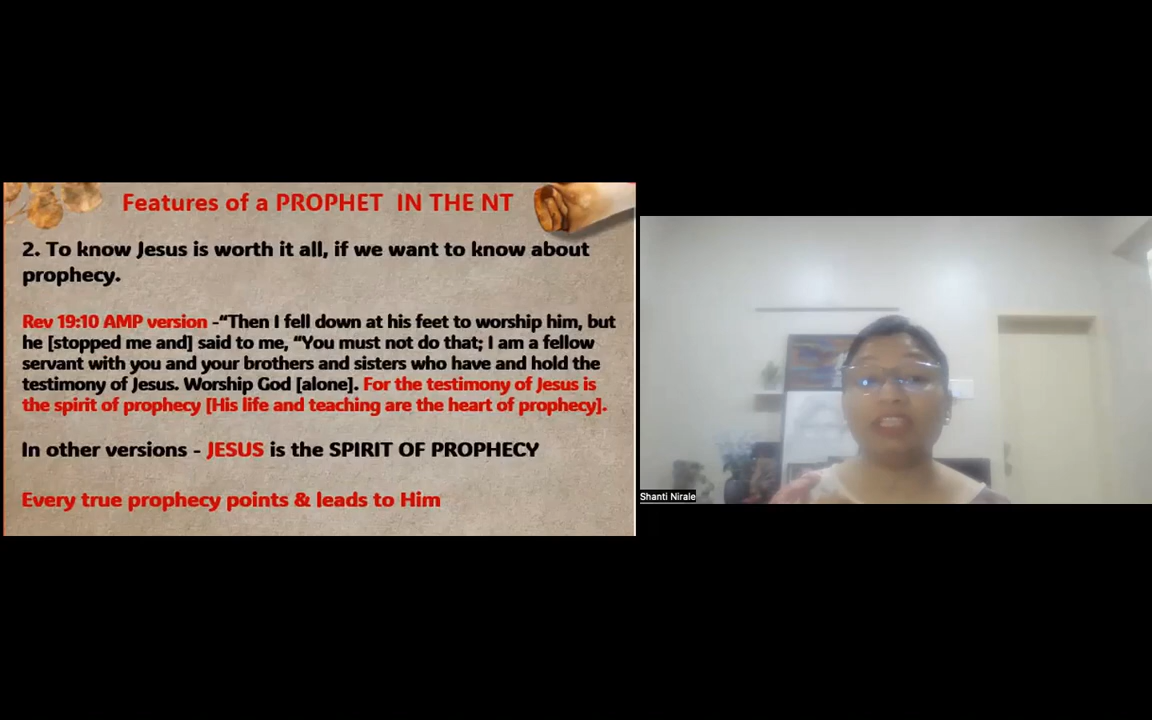 Features of a PROPHET IN THE NT
2. To know Jesus is worth it all, if we want to know about
prophecy.
Rev 19:10 AMP version -“Then I fell down at his feet to worship him, but
he [stopped me and] said to me, “You must not do that; I am a fellow
servant with you and your brothers and sisters who have and hold the
testimony of Jesus. Worship God [alone]. For the testimony of Jesus is
the spirit of prophecy [His life and teaching are the heart of prophecy].
In other versions - JESUS is the SPIRIT OF PROPHECY
Every true prophecy points & leads to Him
Shanti Nirale